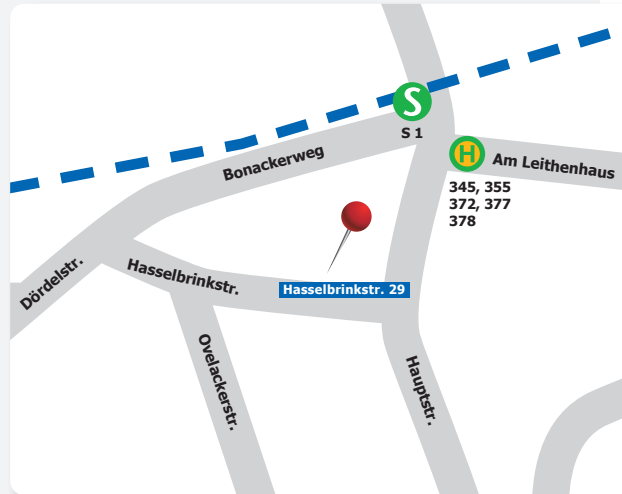 S
S 1
H
Am Leithenhaus
345, 355
372, 377
378
Bonackerweg
Dördelstr.
Hasselbrinkstr.
Hasselbrinkstr. 29
Ovelackerstr.
Hauptstr.